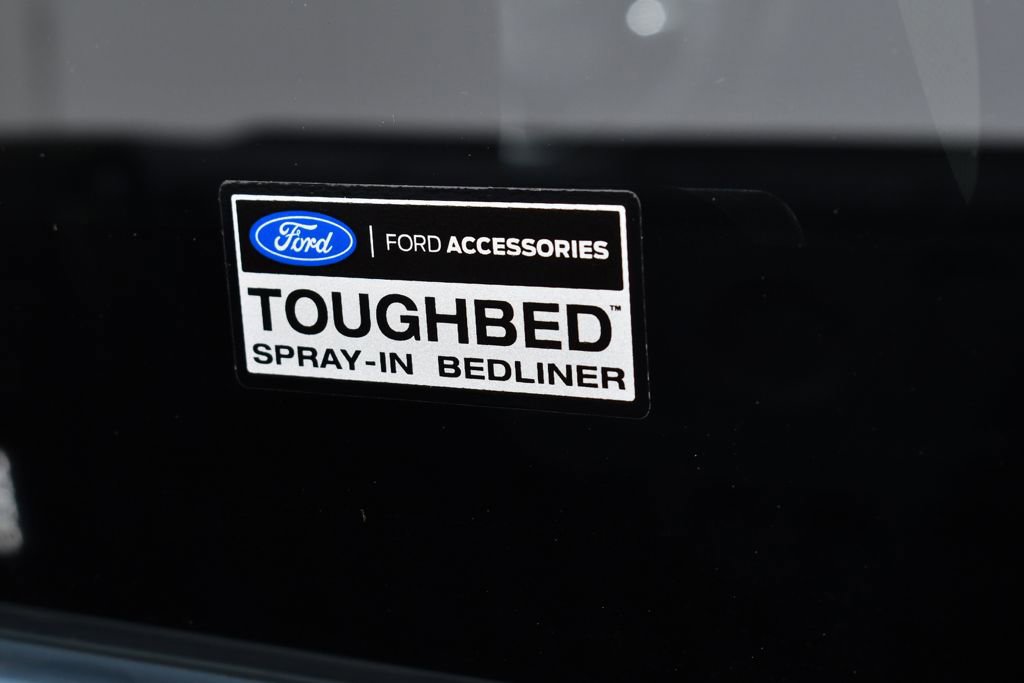 Ford | FORD ACCESSORIES
TOUGHBED™
SPRAY-IN BEDLINER